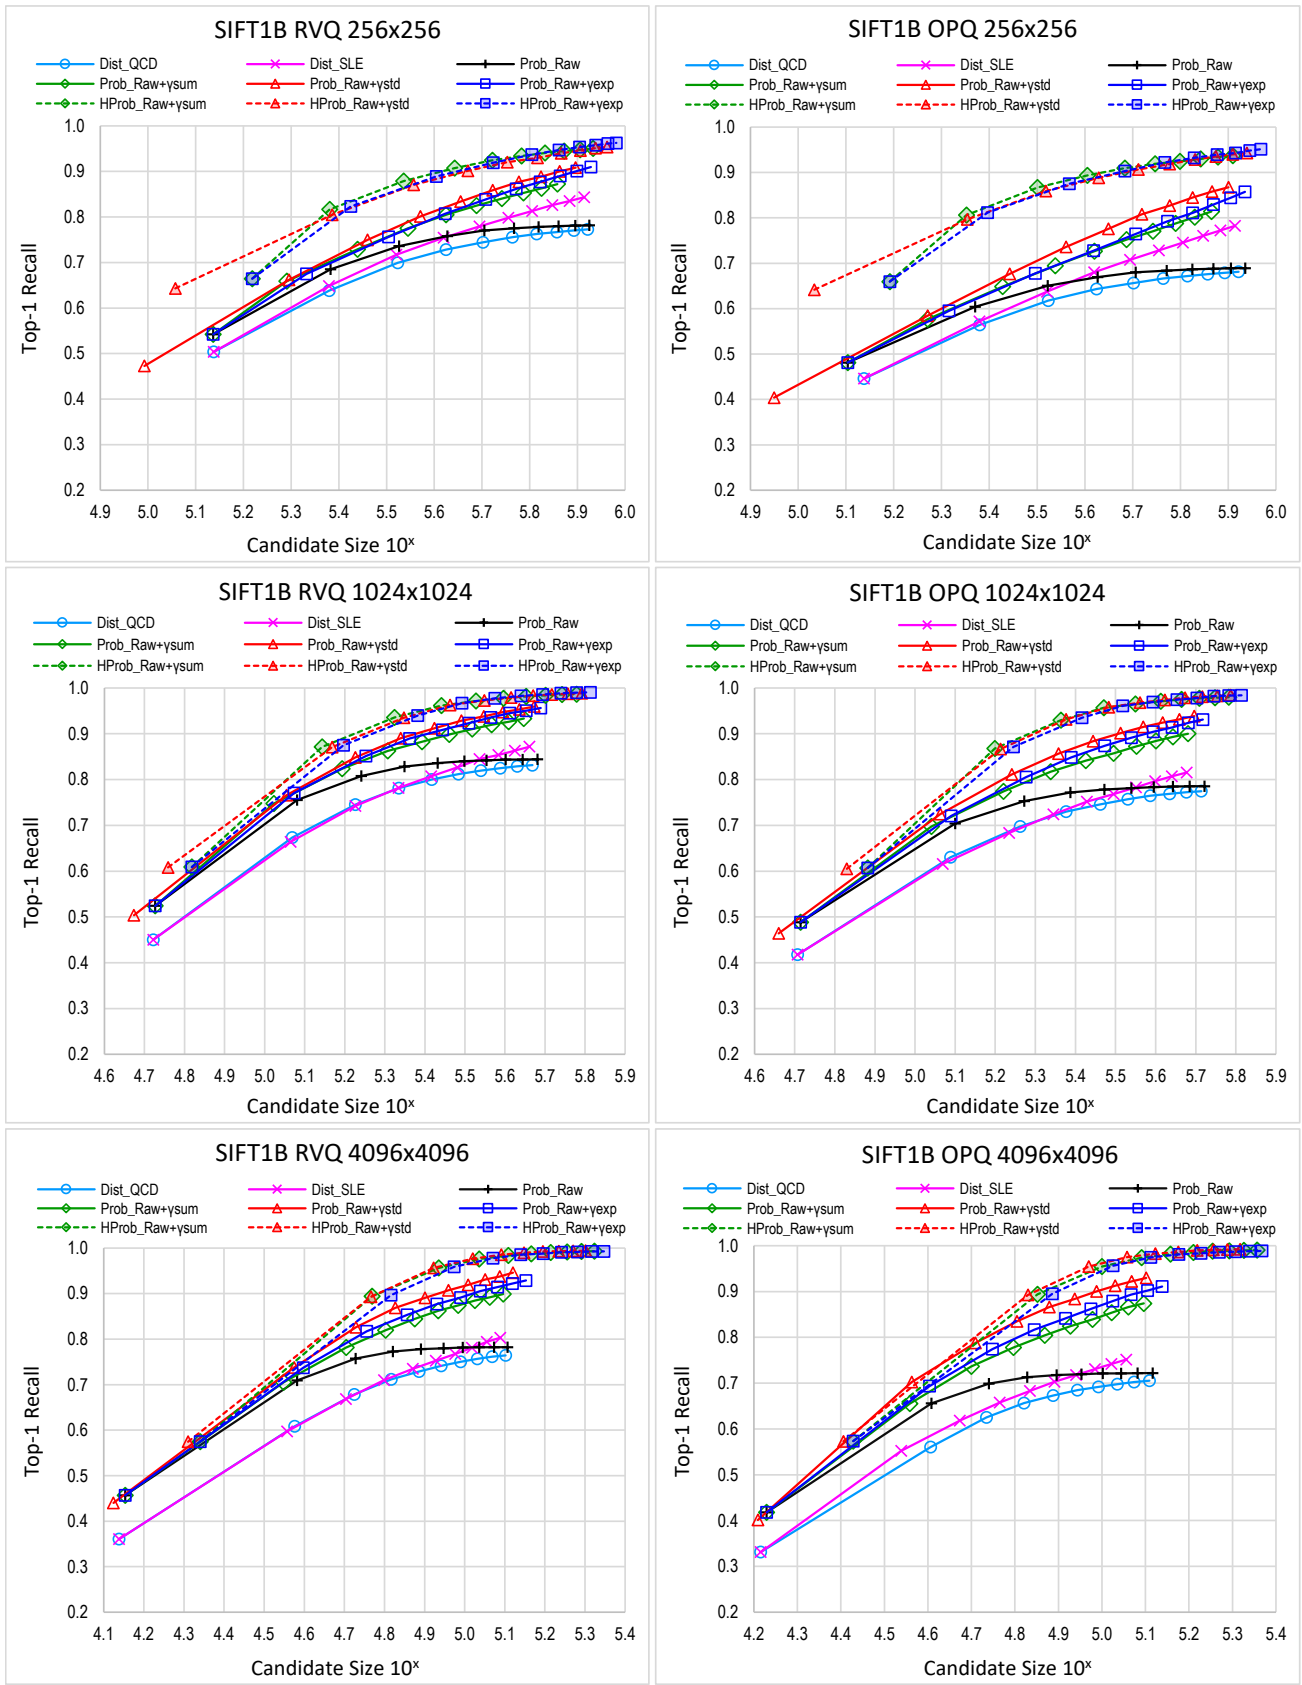 SIFT1B RVQ 256x256
Dist_QCD Dist_SLE Prob_Raw
Prob_Raw+γsum Prob_Raw+γstd Prob_Raw+γexp
HProb_Raw+γsum HProb_Raw+γstd HProb_Raw+γexp
1.0
0.9
0.8
0.7
0.6
0.5
0.4
0.3
0.2
Top-1 Recall
4.9 5.0 5.1 5.2 5.3 5.4 5.5 5.6 5.7 5.8 5.9 6.0
Candidate Size 10ˣ
SIFT1B OPQ 256x256
Dist_QCD Dist_SLE Prob_Raw
Prob_Raw+γsum Prob_Raw+γstd Prob_Raw+γexp
HProb_Raw+γsum HProb_Raw+γstd HProb_Raw+γexp
1.0
0.9
0.8
0.7
0.6
0.5
0.4
0.3
0.2
Top-1 Recall
4.9 5.0 5.1 5.2 5.3 5.4 5.5 5.6 5.7 5.8 5.9 6.0
Candidate Size 10ˣ
SIFT1B RVQ 1024x1024
Dist_QCD Dist_SLE Prob_Raw
Prob_Raw+γsum Prob_Raw+γstd Prob_Raw+γexp
HProb_Raw+γsum HProb_Raw+γstd HProb_Raw+γexp
1.0
0.9
0.8
0.7
0.6
0.5
0.4
0.3
0.2
Top-1 Recall
4.6 4.7 4.8 4.9 5.0 5.1 5.2 5.3 5.4 5.5 5.6 5.7 5.8 5.9
Candidate Size 10ˣ
SIFT1B OPQ 1024x1024
Dist_QCD Dist_SLE Prob_Raw
Prob_Raw+γsum Prob_Raw+γstd Prob_Raw+γexp
HProb_Raw+γsum HProb_Raw+γstd HProb_Raw+γexp
1.0
0.9
0.8
0.7
0.6
0.5
0.4
0.3
0.2
Top-1 Recall
4.6 4.7 4.8 4.9 5.0 5.1 5.2 5.3 5.4 5.5 5.6 5.7 5.8 5.9
Candidate Size 10ˣ
SIFT1B RVQ 4096x4096
Dist_QCD Dist_SLE Prob_Raw
Prob_Raw+γsum Prob_Raw+γstd Prob_Raw+γexp
HProb_Raw+γsum HProb_Raw+γstd HProb_Raw+γexp
1.0
0.9
0.8
0.7
0.6
0.5
0.4
0.3
0.2
Top-1 Recall
4.1 4.2 4.3 4.4 4.5 4.6 4.7 4.8 4.9 5.0 5.1 5.2 5.3 5.4
Candidate Size 10ˣ
SIFT1B OPQ 4096x4096
Dist_QCD Dist_SLE Prob_Raw
Prob_Raw+γsum Prob_Raw+γstd Prob_Raw+γexp
HProb_Raw+γsum HProb_Raw+γstd HProb_Raw+γexp
1.0
0.9
0.8
0.7
0.6
0.5
0.4
0.3
0.2
Top-1 Recall
4.2 4.3 4.4 4.5 4.6 4.7 4.8 4.9 5.0 5.1 5.2 5.3 5.4
Candidate Size 10ˣ